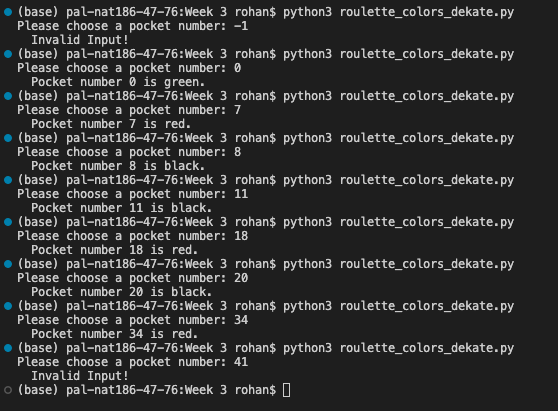 (base) pal-nat186-47-76:Week 3 rohan$ python3 roulette_colors_dekate.py
Please choose a pocket number: -1
  Invalid Input!
(base) pal-nat186-47-76:Week 3 rohan$ python3 roulette_colors_dekate.py
Please choose a pocket number: 0
  Pocket number 0 is green.
(base) pal-nat186-47-76:Week 3 rohan$ python3 roulette_colors_dekate.py
Please choose a pocket number: 7
  Pocket number 7 is red.
(base) pal-nat186-47-76:Week 3 rohan$ python3 roulette_colors_dekate.py
Please choose a pocket number: 8
  Pocket number 8 is black.
(base) pal-nat186-47-76:Week 3 rohan$ python3 roulette_colors_dekate.py
Please choose a pocket number: 11
  Pocket number 11 is black.
(base) pal-nat186-47-76:Week 3 rohan$ python3 roulette_colors_dekate.py
Please choose a pocket number: 18
  Pocket number 18 is red.
(base) pal-nat186-47-76:Week 3 rohan$ python3 roulette_colors_dekate.py
Please choose a pocket number: 20
  Pocket number 20 is black.
(base) pal-nat186-47-76:Week 3 rohan$ python3 roulette_colors_dekate.py
Please choose a pocket number: 34
  Pocket number 34 is red.
(base) pal-nat186-47-76:Week 3 rohan$ python3 roulette_colors_dekate.py
Please choose a pocket number: 41
  Invalid Input!
(base) pal-nat186-47-76:Week 3 rohan$